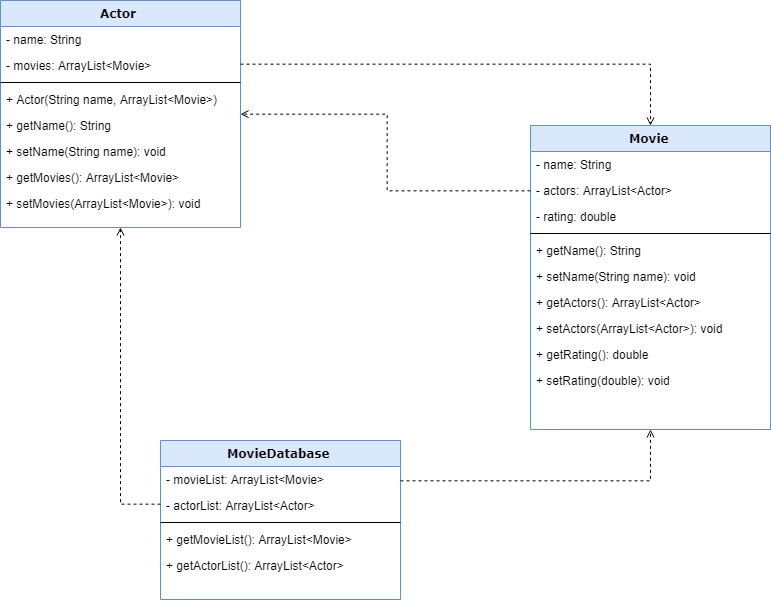 Actor
- name: String
- movies: ArrayList<Movie>
+ Actor(String name, ArrayList<Movie>)
+ getName(): String
+ setName(String name): void
+ getMovies(): ArrayList<Movie>
+ setMovies(ArrayList<Movie>): void
Movie
- name: String
- actors: ArrayList<Actor>
- rating: double
+ getName(): String
+ setName(String name): void
+ getActors(): ArrayList<Actor>
+ setActors(ArrayList<Actor>): void
+ getRating(): double
+ setRating(double): void
MovieDatabase
- movieList: ArrayList<Movie>
- actorList: ArrayList<Actor>
+ getMovieList(): ArrayList<Movie>
+ getActorList(): ArrayList<Actor>